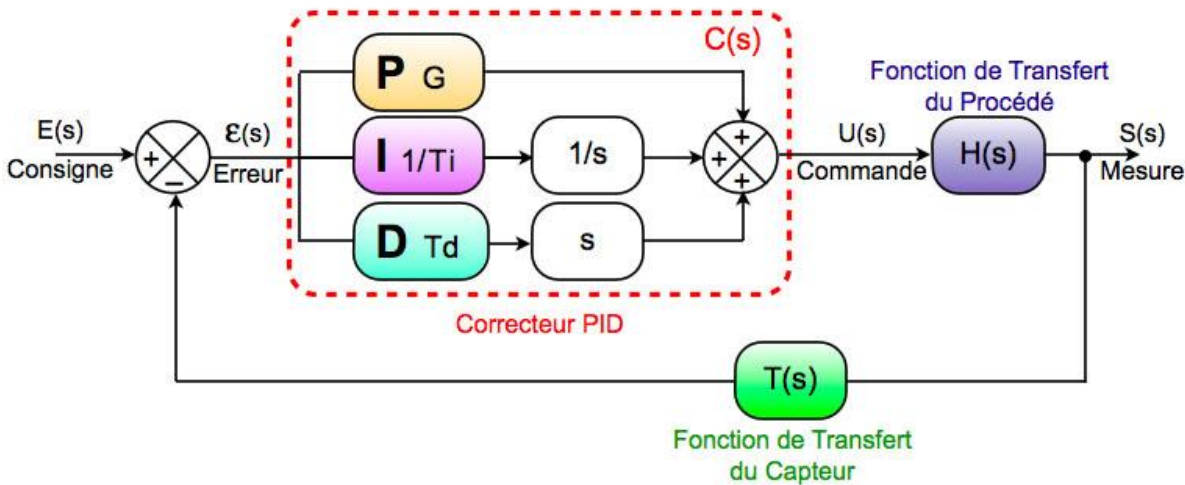 C(s)
P G
Fonction de Transfert
du Procédé
E(s)
Consigne
+
−
ε(s)
Erreur
I 1/Ti
1/s
+
+
+
U(s)
Commande
H(s)
S(s)
Mesure
D Td
s
Correcteur PID
T(s)
Fonction de Transfert
du Capteur